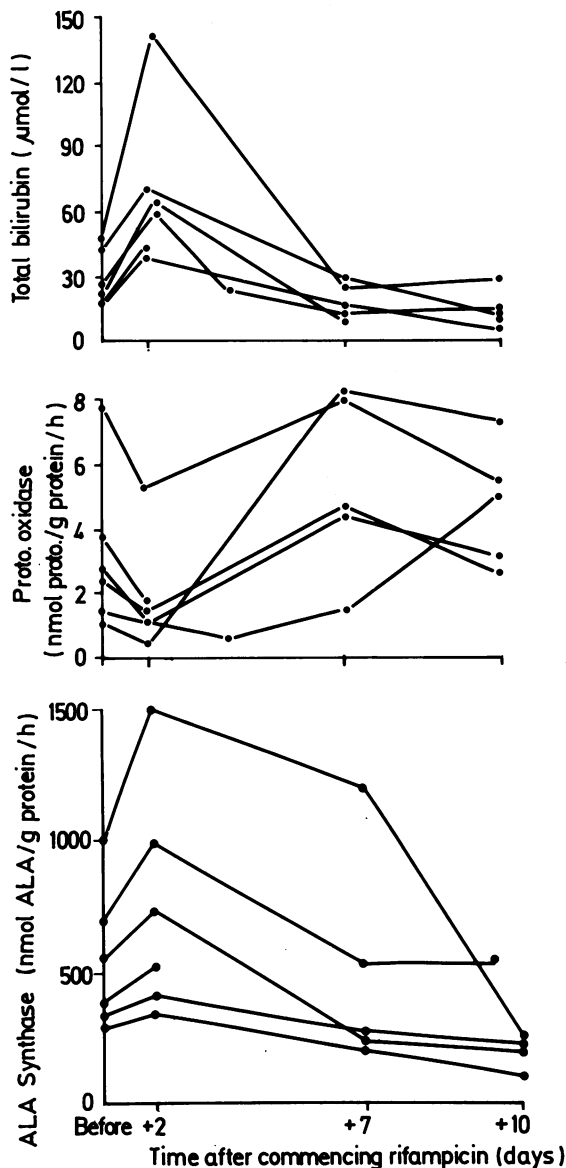 150
120
90
60
30
0
Total bilirubin (µmol/l)
8
6
4
2
0
Proto. oxidase
(nmol proto./g protein/h)
1500
1000
500
0
ALA Synthase (nmol ALA/g protein/h)
Before +2 +7 +10
Time after commencing rifampicin (days)